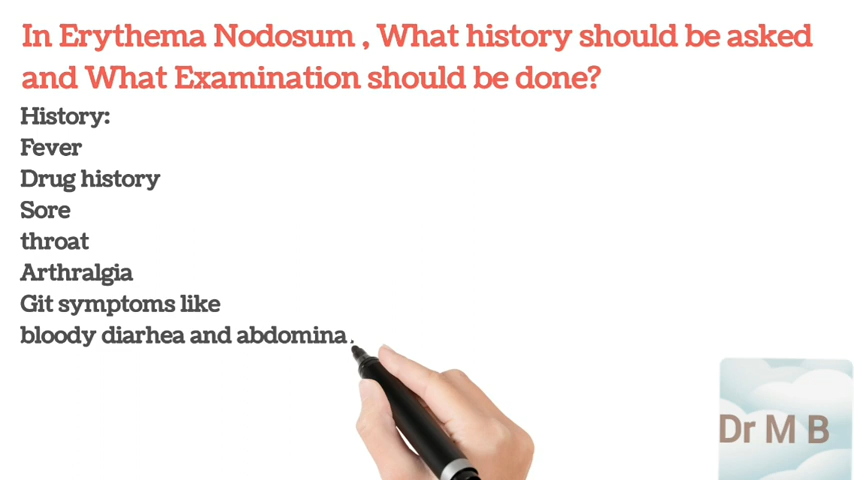 In Erythema Nodosum , What history should be asked
and What Examination should be done?
History:
Fever
Drug history
Sore
throat
Arthralgia
Git symptoms like
bloody diarhea and abdomina
Dr M B